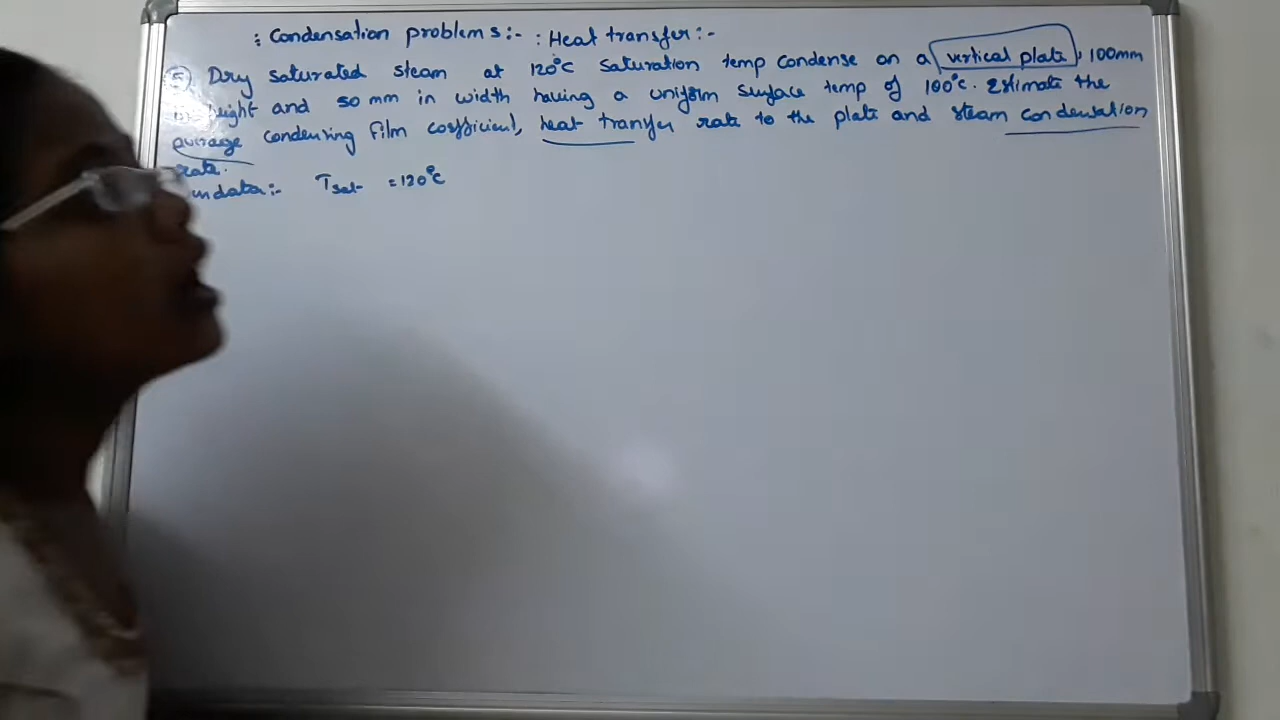 : Condensation problems:- : Heat transfer:-
5) Dry saturated steam at 120°C saturation temp condense on a vertical plate, 100mm
in height and 50 mm in width having a uniform surface temp of 100°C. Estimate the
average condensing film coefficient, heat transfer rate to the plate and steam condensation
rate.
data:- Tsat = 120°C